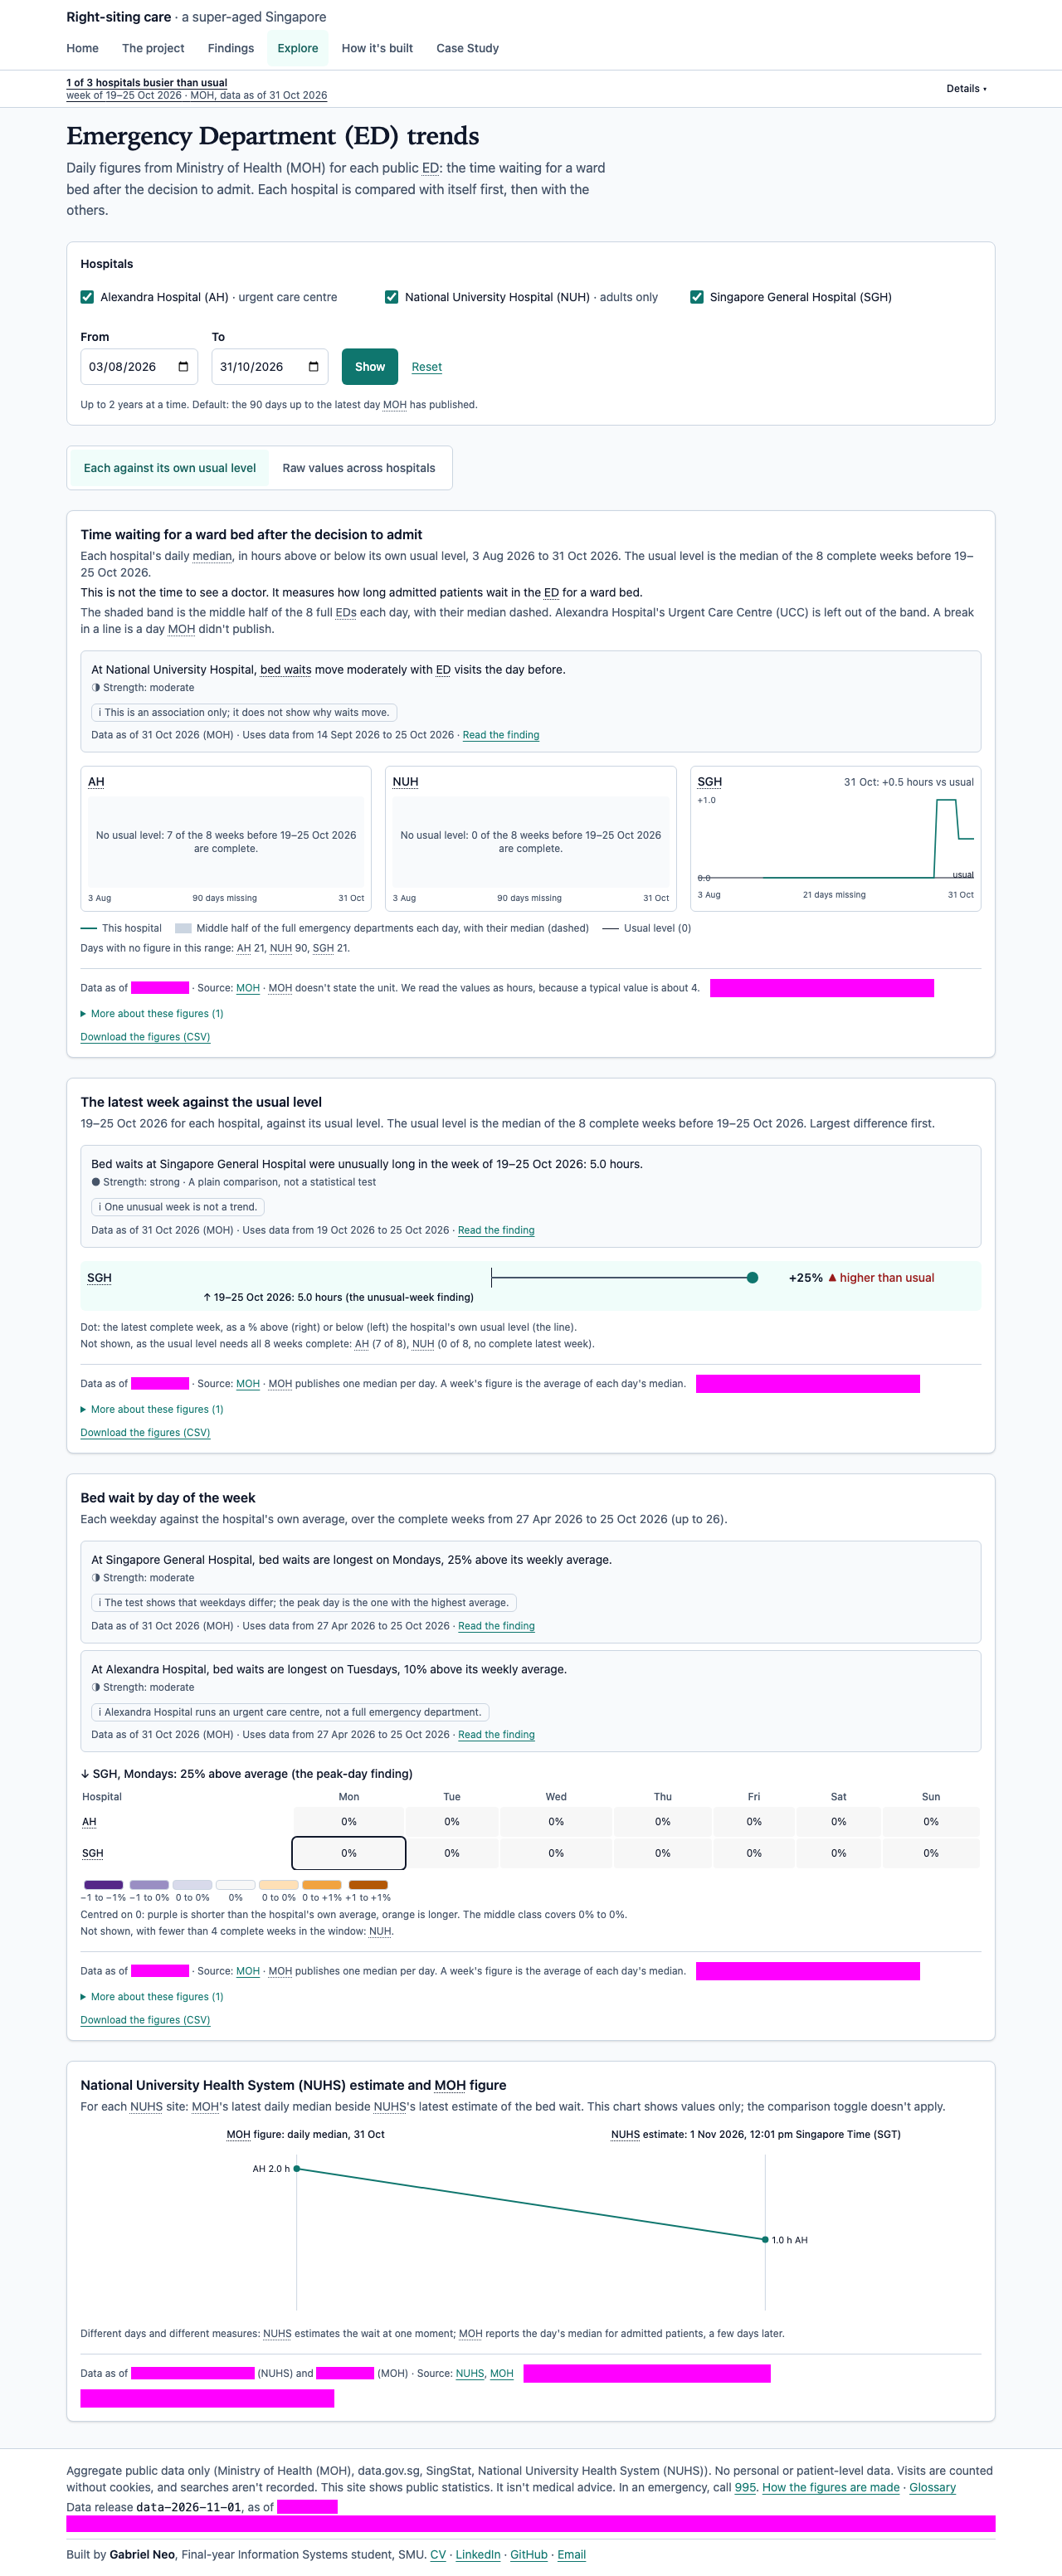 Right-siting care · a super-aged Singapore
Home The project Findings Explore How it's built Case Study
1 of 3 hospitals busier than usual
week of 19–25 Oct 2026 · MOH, data as of 31 Oct 2026
Details ▾
Emergency Department (ED) trends
Daily figures from Ministry of Health (MOH) for each public ED: the time waiting for a ward
bed after the decision to admit. Each hospital is compared with itself first, then with the
others.
Hospitals
Alexandra Hospital (AH) · urgent care centre
National University Hospital (NUH) · adults only
Singapore General Hospital (SGH)
From To
03/08/2026 31/10/2026 Show Reset
Up to 2 years at a time. Default: the 90 days up to the latest day MOH has published.
Each against its own usual level Raw values across hospitals
Time waiting for a ward bed after the decision to admit
Each hospital's daily median, in hours above or below its own usual level, 3 Aug 2026 to 31 Oct 2026. The usual level is the median of the 8 complete weeks before 19–
25 Oct 2026.
This is not the time to see a doctor. It measures how long admitted patients wait in the ED for a ward bed.
The shaded band is the middle half of the 8 full EDs each day, with their median dashed. Alexandra Hospital's Urgent Care Centre (UCC) is left out of the band. A break
in a line is a day MOH didn't publish.
At National University Hospital, bed waits move moderately with ED visits the day before.
◑ Strength: moderate
i This is an association only; it does not show why waits move.
Data as of 31 Oct 2026 (MOH) · Uses data from 14 Sept 2026 to 25 Oct 2026 · Read the finding
AH
No usual level: 7 of the 8 weeks before 19–25 Oct 2026
are complete.
3 Aug 90 days missing 31 Oct
NUH
No usual level: 0 of the 8 weeks before 19–25 Oct 2026
are complete.
3 Aug 90 days missing 31 Oct
SGH 31 Oct: +0.5 hours vs usual
+1.0
0.0 usual
3 Aug 21 days missing 31 Oct
This hospital Middle half of the full emergency departments each day, with their median (dashed) Usual level (0)
Days with no figure in this range: AH 21, NUH 90, SGH 21.
Data as of · Source: MOH · MOH doesn't state the unit. We read the values as hours, because a typical value is about 4.
▶ More about these figures (1)
Download the figures (CSV)
The latest week against the usual level
19–25 Oct 2026 for each hospital, against its usual level. The usual level is the median of the 8 complete weeks before 19–25 Oct 2026. Largest difference first.
Bed waits at Singapore General Hospital were unusually long in the week of 19–25 Oct 2026: 5.0 hours.
● Strength: strong · A plain comparison, not a statistical test
i One unusual week is not a trend.
Data as of 31 Oct 2026 (MOH) · Uses data from 19 Oct 2026 to 25 Oct 2026 · Read the finding
SGH +25% ▲ higher than usual
↑ 19–25 Oct 2026: 5.0 hours (the unusual-week finding)
Dot: the latest complete week, as a % above (right) or below (left) the hospital's own usual level (the line).
Not shown, as the usual level needs all 8 weeks complete: AH (7 of 8), NUH (0 of 8, no complete latest week).
Data as of · Source: MOH · MOH publishes one median per day. A week's figure is the average of each day's median.
▶ More about these figures (1)
Download the figures (CSV)
Bed wait by day of the week
Each weekday against the hospital's own average, over the complete weeks from 27 Apr 2026 to 25 Oct 2026 (up to 26).
At Singapore General Hospital, bed waits are longest on Mondays, 25% above its weekly average.
◑ Strength: moderate
i The test shows that weekdays differ; the peak day is the one with the highest average.
Data as of 31 Oct 2026 (MOH) · Uses data from 27 Apr 2026 to 25 Oct 2026 · Read the finding
At Alexandra Hospital, bed waits are longest on Tuesdays, 10% above its weekly average.
◑ Strength: moderate
i Alexandra Hospital runs an urgent care centre, not a full emergency department.
Data as of 31 Oct 2026 (MOH) · Uses data from 27 Apr 2026 to 25 Oct 2026 · Read the finding
↓ SGH, Mondays: 25% above average (the peak-day finding)
Hospital Mon Tue Wed Thu Fri Sat Sun
AH 0% 0% 0% 0% 0% 0% 0%
SGH 0% 0% 0% 0% 0% 0% 0%
−1 to −1% −1 to 0% 0 to 0% 0% 0 to 0% 0 to +1% +1 to +1%
Centred on 0: purple is shorter than the hospital's own average, orange is longer. The middle class covers 0% to 0%.
Not shown, with fewer than 4 complete weeks in the window: NUH.
Data as of · Source: MOH · MOH publishes one median per day. A week's figure is the average of each day's median.
▶ More about these figures (1)
Download the figures (CSV)
National University Health System (NUHS) estimate and MOH figure
For each NUHS site: MOH's latest daily median beside NUHS's latest estimate of the bed wait. This chart shows values only; the comparison toggle doesn't apply.
MOH figure: daily median, 31 Oct
NUHS estimate: 1 Nov 2026, 12:01 pm Singapore Time (SGT)
AH 2.0 h
1.0 h AH
Different days and different measures: NUHS estimates the wait at one moment; MOH reports the day's median for admitted patients, a few days later.
Data as of (NUHS) and (MOH) · Source: NUHS, MOH
Aggregate public data only (Ministry of Health (MOH), data.gov.sg, SingStat, National University Health System (NUHS)). No personal or patient-level data. Visits are counted
without cookies, and searches aren't recorded. This site shows public statistics. It isn't medical advice. In an emergency, call 995. How the figures are made · Glossary
Data release data-2026-11-01, as of
Built by Gabriel Neo, Final-year Information Systems student, SMU. CV · LinkedIn · GitHub · Email